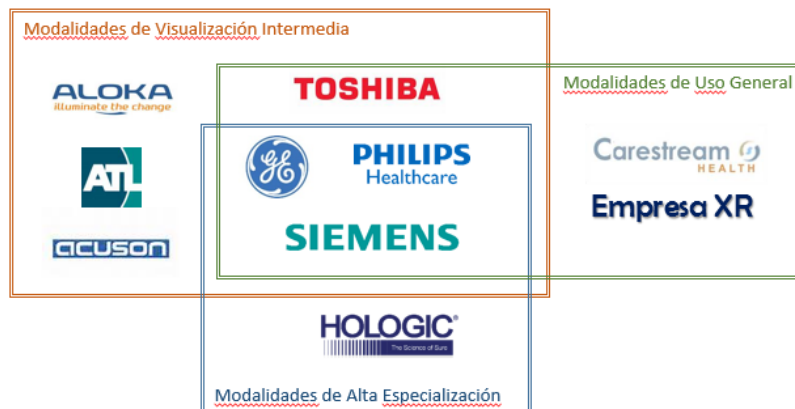 Modalidades de Visualización Intermedia
ALOKA
illuminate the change
TOSHIBA
Modalidades de Uso General
ATL
GE
PHILIPS
Healthcare
Carestream
HEALTH
Empresa XR
acuson
SIEMENS
HOLOGIC®
The Science of Sure
Modalidades de Alta Especialización